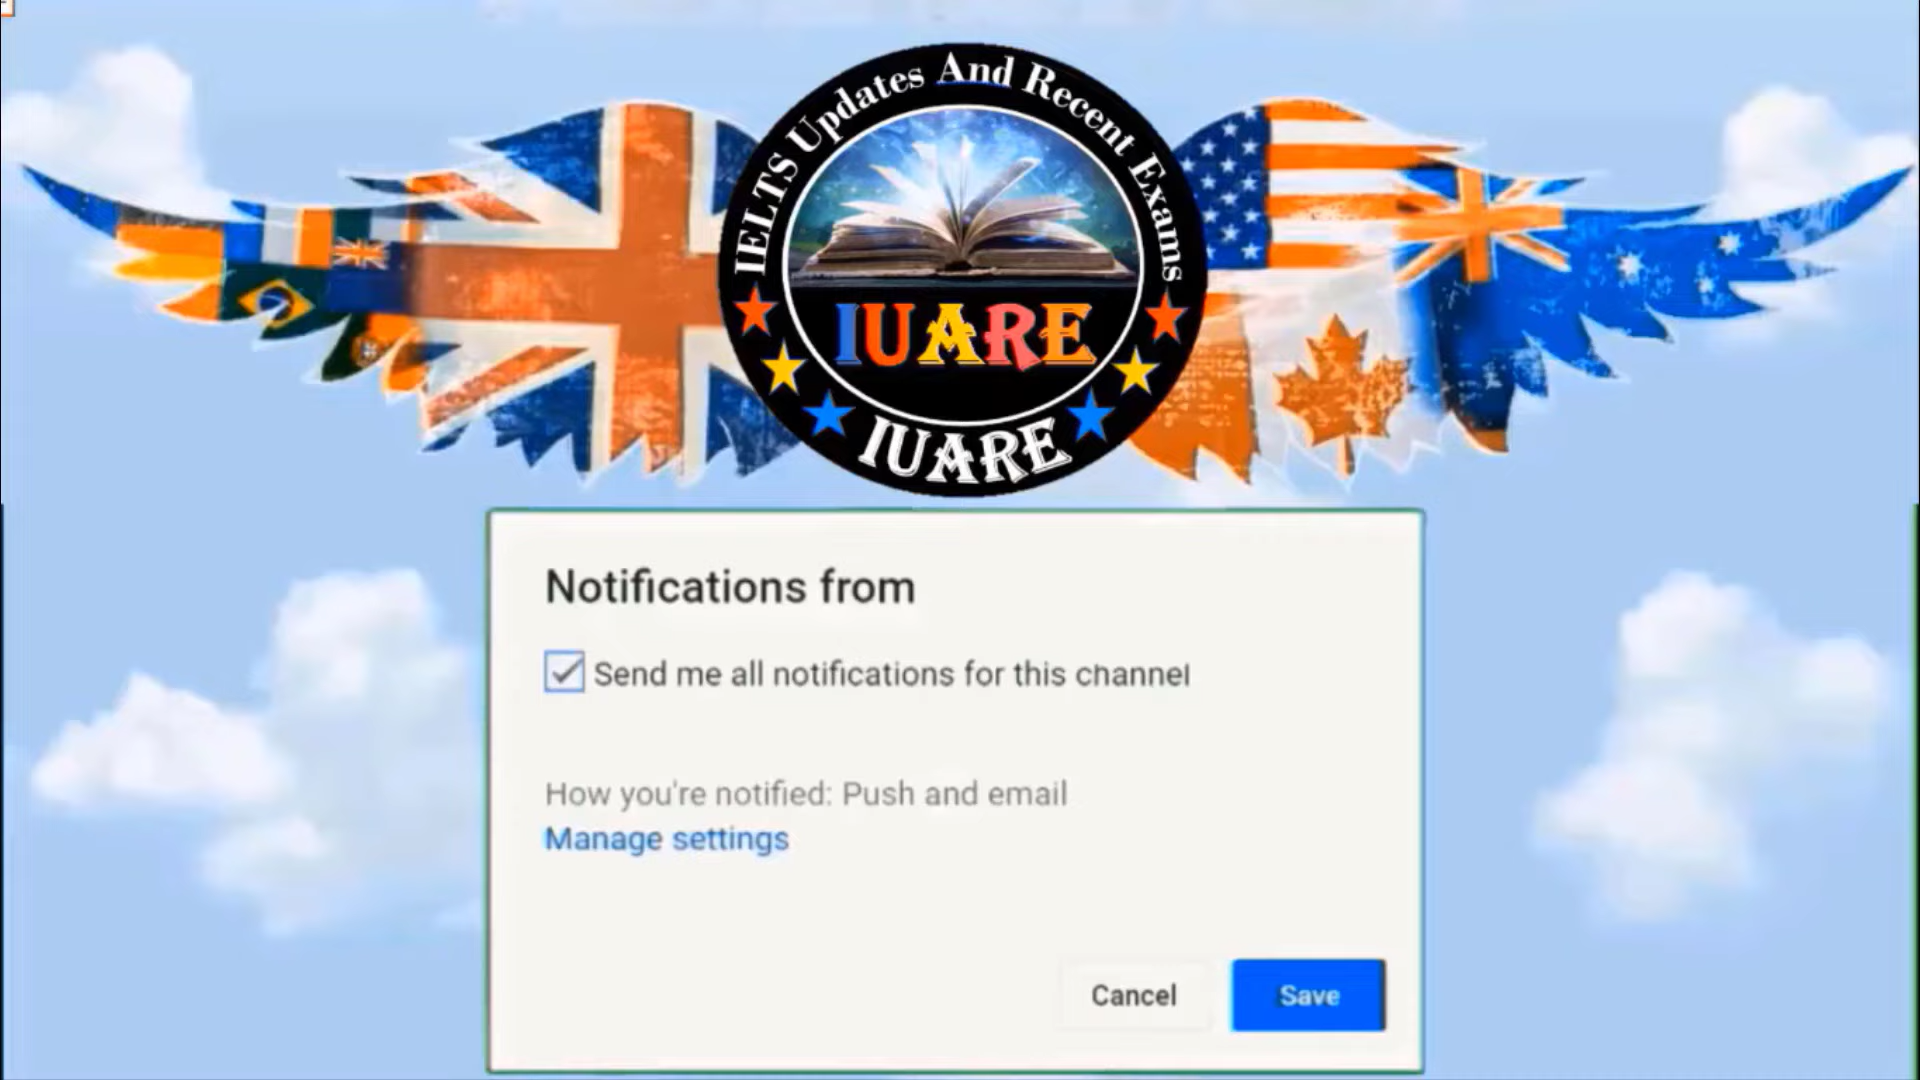 IELTS Updates And Recent Exams
IUARE
IUARE
Notifications from
Send me all notifications for this channel
How you're notified: Push and email
Manage settings
Cancel
Save